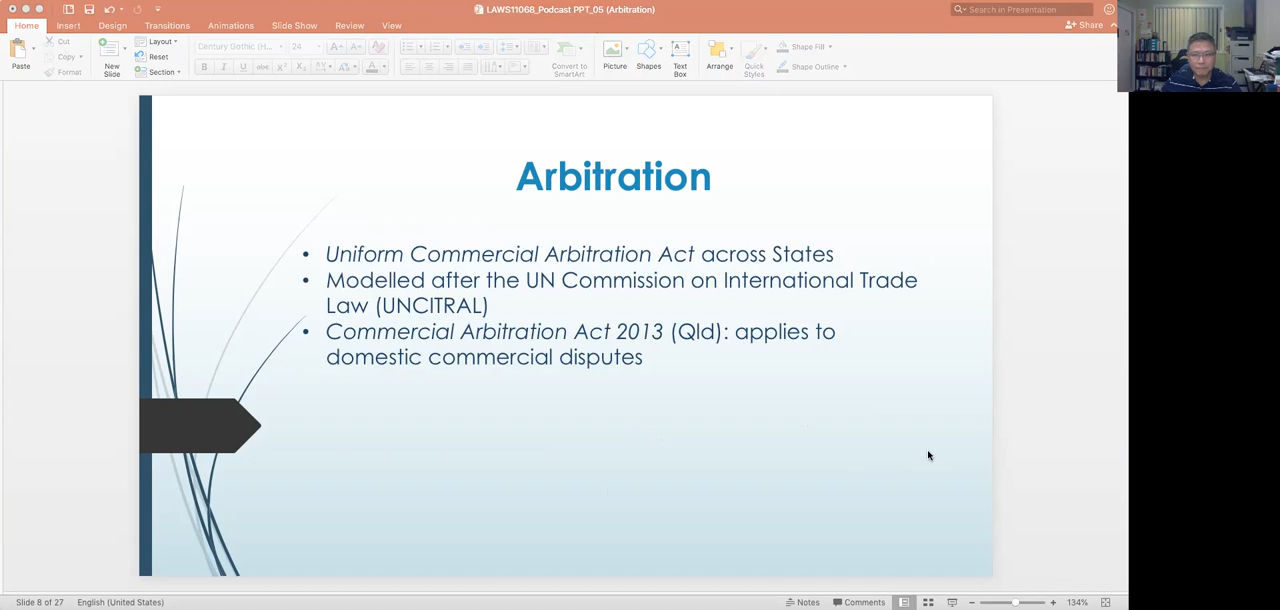 LAWS11068_Podcast PPT_05 (Arbitration)
Search in Presentation
Home Insert Design Transitions Animations Slide Show Review View
Share
Cut
Copy
Format
Paste
New
Slide
Layout
Reset
Section
Century Gothic (H... 24
Convert to
SmartArt
Picture
Shapes
Text
Box
Arrange
Quick
Styles
Shape Fill
Shape Outline
Arbitration
• Uniform Commercial Arbitration Act across States
• Modelled after the UN Commission on International Trade
Law (UNCITRAL)
• Commercial Arbitration Act 2013 (Qld): applies to
domestic commercial disputes
Slide 8 of 27 English (United States)
Notes Comments 134%